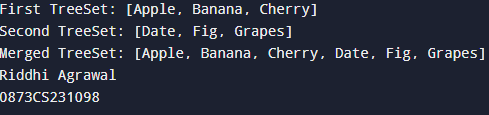 First TreeSet: [Apple, Banana, Cherry]
Second TreeSet: [Date, Fig, Grapes]
Merged TreeSet: [Apple, Banana, Cherry, Date, Fig, Grapes]
Riddhi Agrawal
0873CS231098